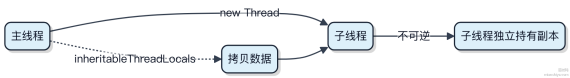 主线程
new Thread
inheritableThreadLocals
拷贝数据
子线程
不可逆
子线程独立持有副本